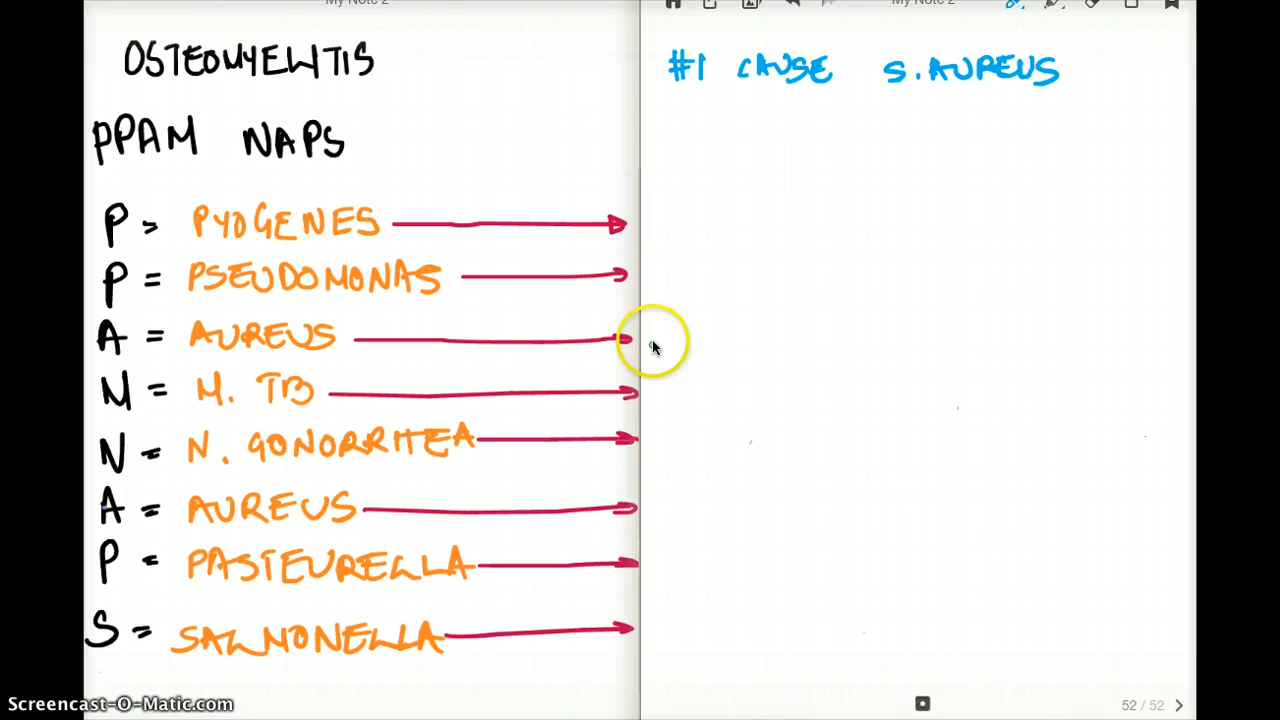 My Note 2
My Note 2
OSTEOMYELITIS
PPAM NAPS
P = PYOGENES
P = PSEUDOMONAS
A = AUREUS
M = M. TB
N = N. GONORRHEA
A = AUREUS
P = PASTEURELLA
S = SALMONELLA
#1 CAUSE S. AUREUS
Screencast-O-Matic.com
52 / 52